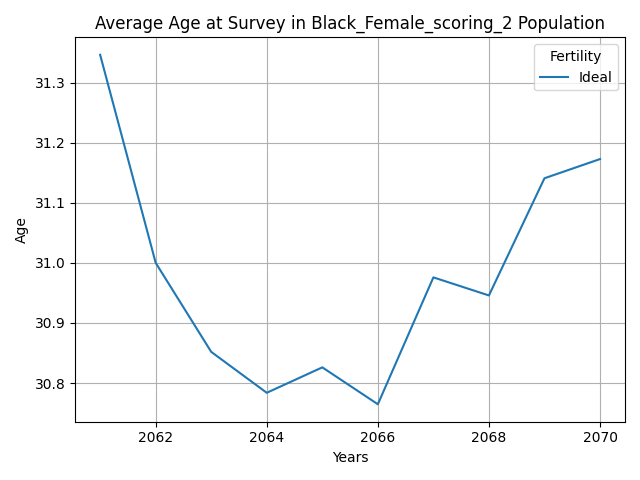 Average Age at Survey in Black_Female_scoring_2 Population
Fertility
Ideal
31.3
31.2
31.1
31.0
30.9
30.8
Age
2062
2064
2066
2068
2070
Years